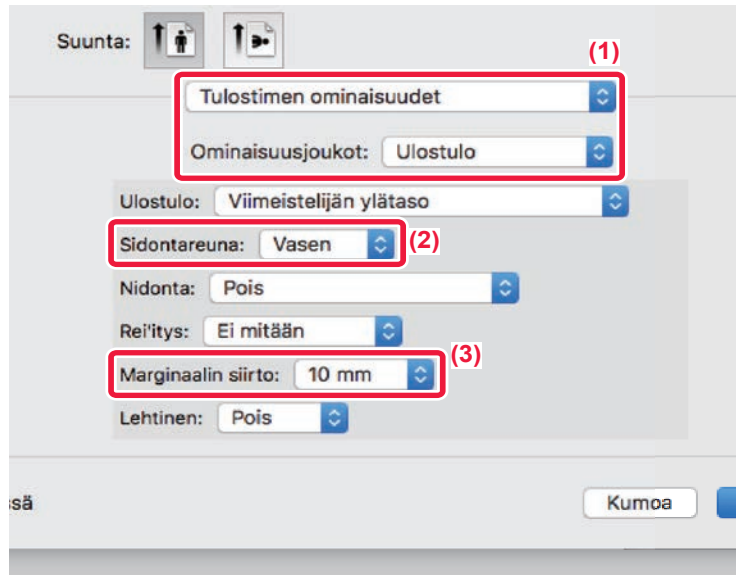 Suunta:
(1)
Tulostimen ominaisuudet
Ominaisuusjoukot: Ulostulo
Ulostulo: Viimeistelijän ylätaso
Sidontareuna: Vasen (2)
Nidonta: Pois
Rei'itys: Ei mitään
(3)
Marginaalin siirto: 10 mm
Lehtinen: Pois
ssä Kumoa